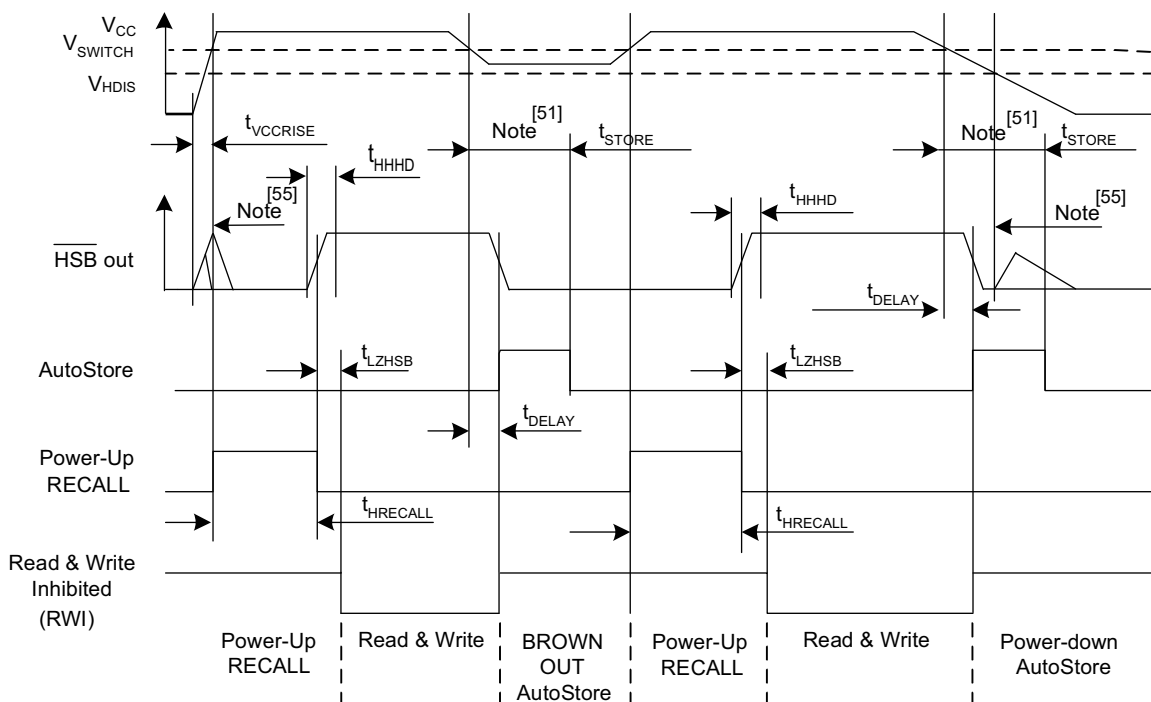 VCC
VSWITCH
VHDIS
tVCCRISE
Note[51]
tSTORE
Note[51]
tSTORE
tHHHD
tHHHD
Note[55]
Note[55]
HSB out
tDELAY
AutoStore
tLZHSB
tLZHSB
tDELAY
Power-Up
RECALL
tHRECALL
tHRECALL
Read & Write
Inhibited
(RWI)
Power-Up
RECALL
Read & Write
BROWN
OUT
AutoStore
Power-Up
RECALL
Read & Write
Power-down
AutoStore